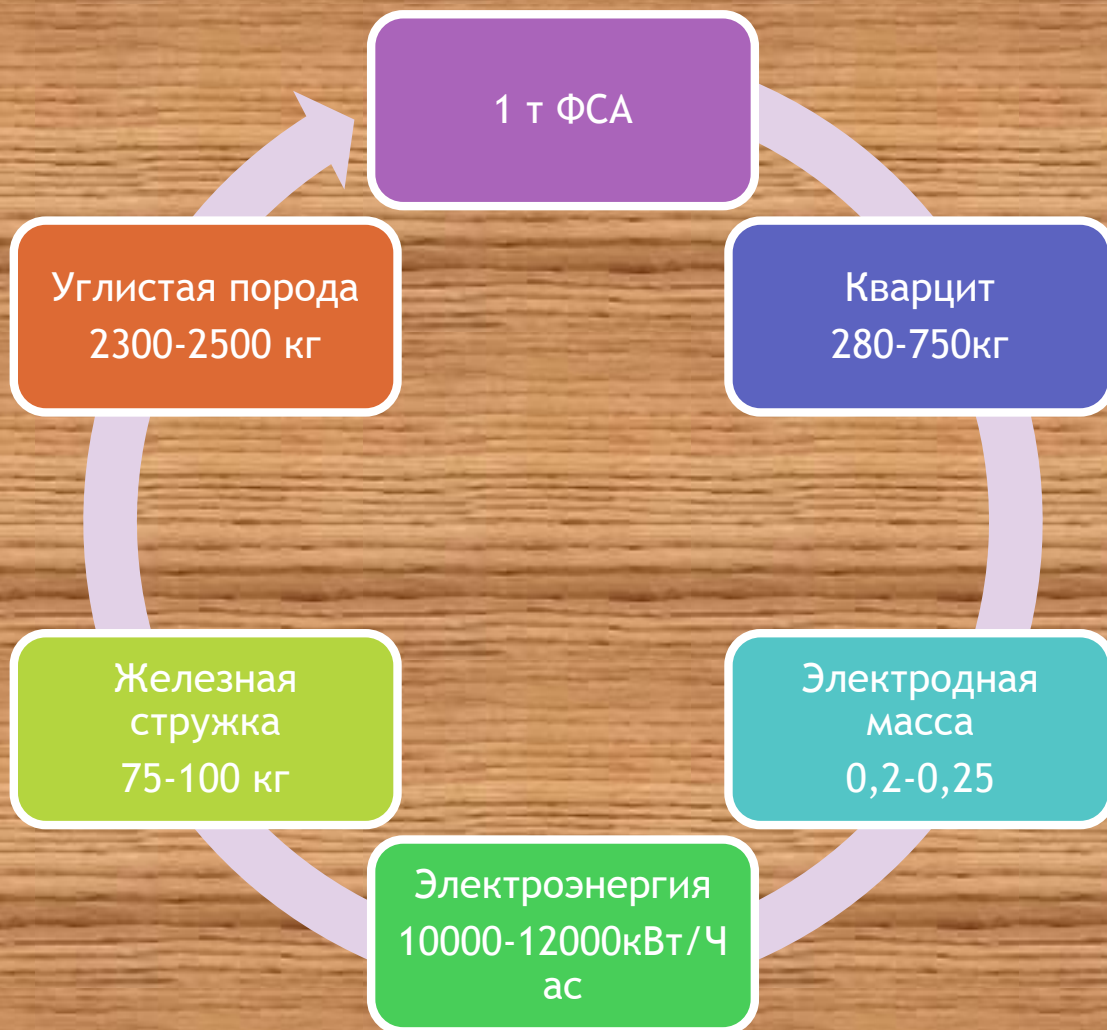 1 т ФСА
Кварцит
280-750кг
Электродная
масса
0,2-0,25
Электроэнергия
10000-12000кВт/Ч
ас
Железная
стружка
75-100 кг
Углистая порода
2300-2500 кг